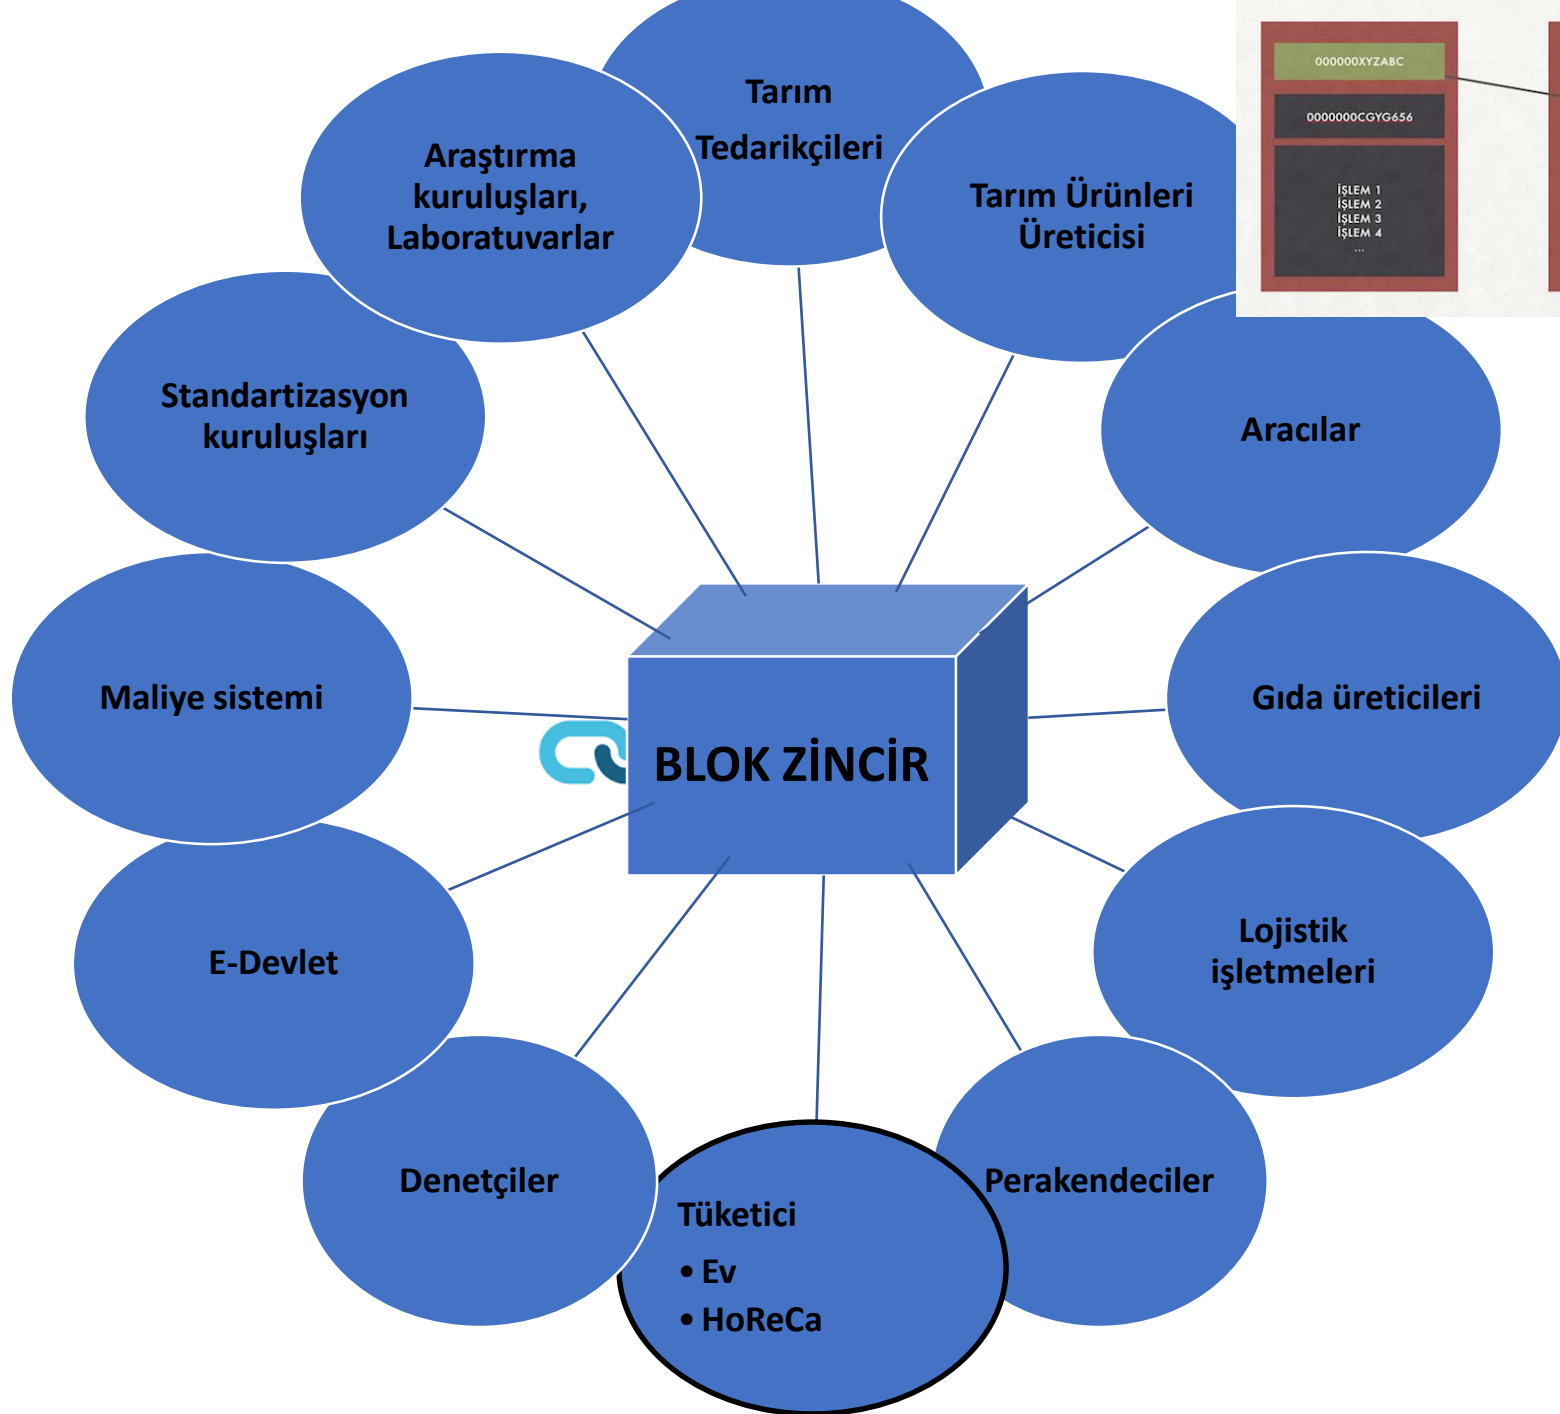 Tarım
Tedarikçileri
Tarım Ürünleri
Üreticisi
Aracılar
Gıda üreticileri
Lojistik
işletmeleri
Perakendeciler
Tüketici
• Ev
• HoReCa
Denetçiler
E-Devlet
Maliye sistemi
Standartizasyon
kuruluşları
Araştırma
kuruluşları,
Laboratuvarlar
BLOK ZİNCİR
000000XYZABC
0000000CGYG656
İŞLEM 1
İŞLEM 2
İŞLEM 3
İŞLEM 4
...